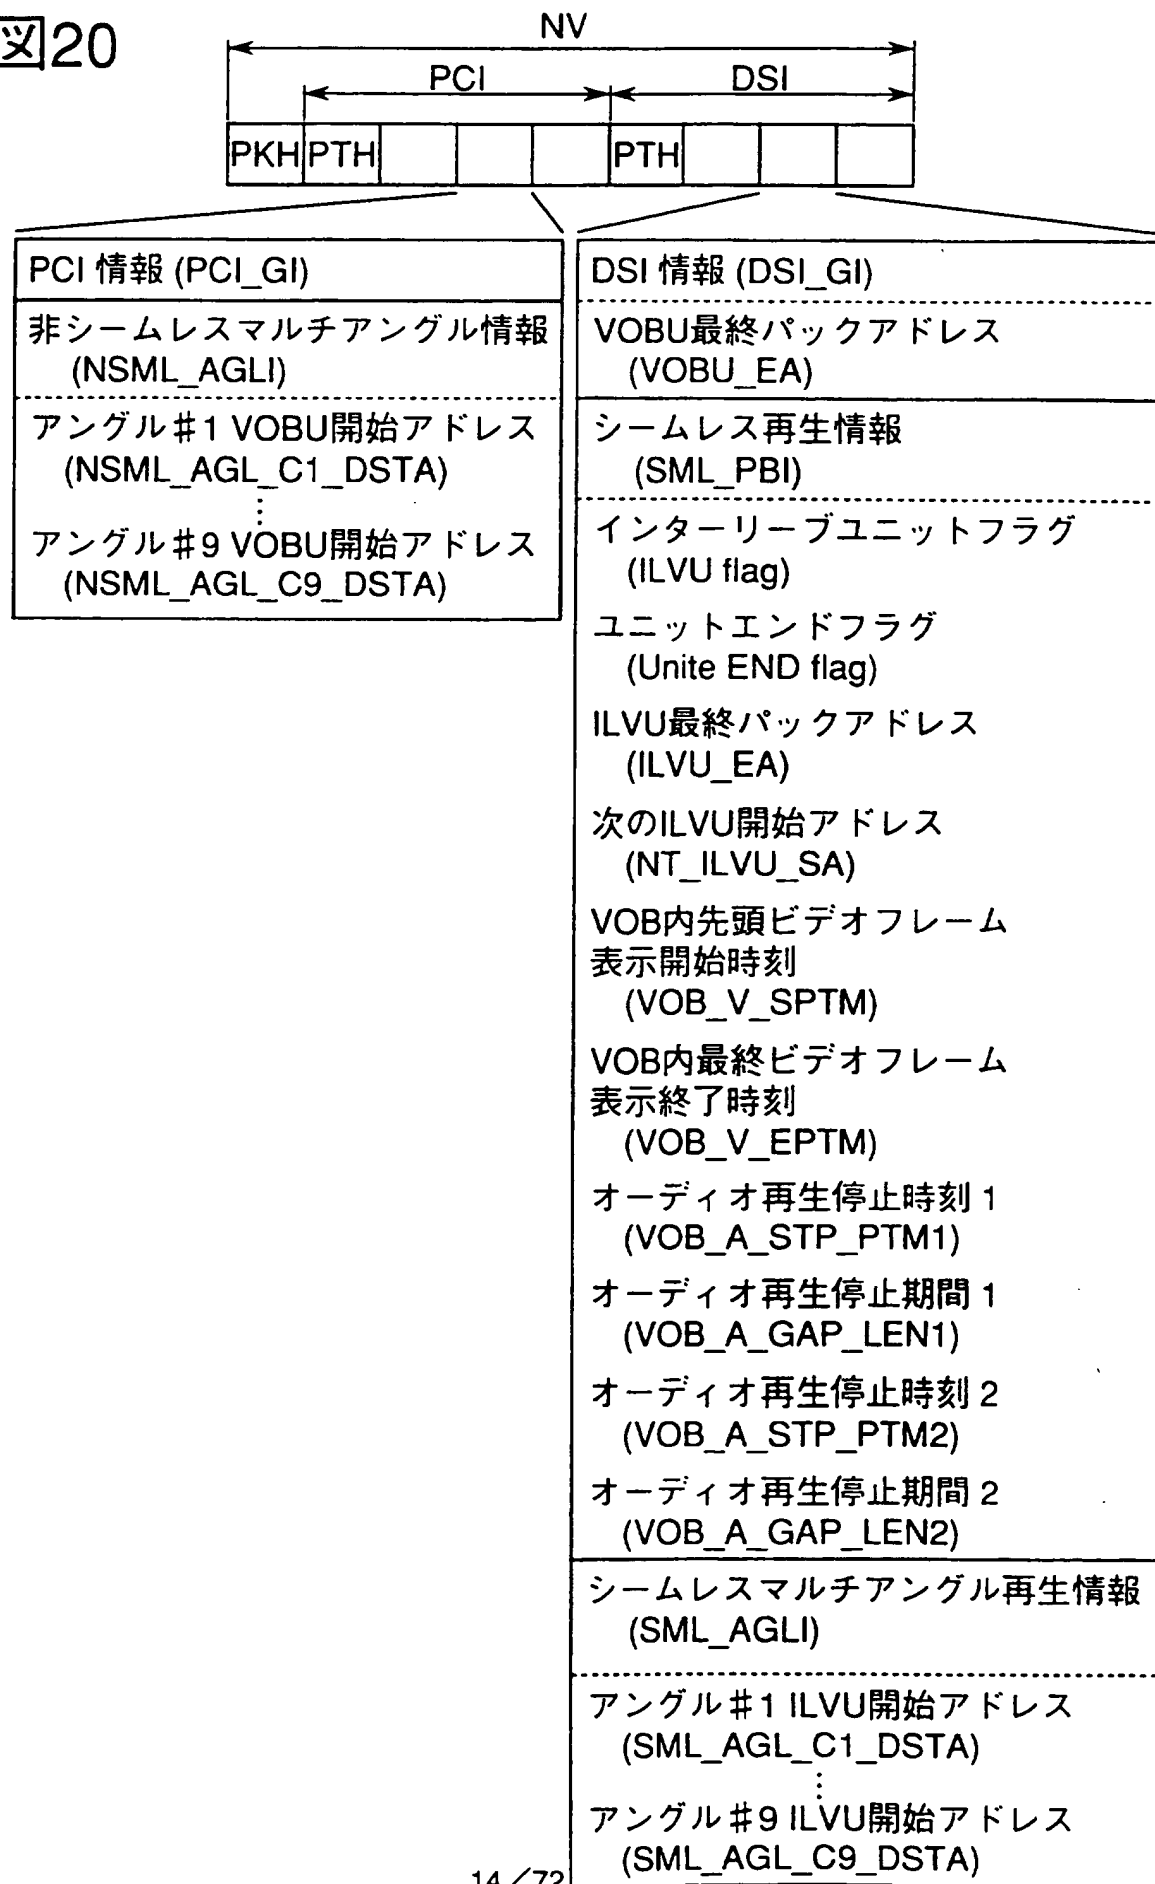 図20
NV
PCI
DSI
PKH
PTH
PTH
PCI 情報 (PCI_GI)
非シームレスマルチアングル情報
(NSML_AGLI)
アングル#1 VOBU開始アドレス
(NSML_AGL_C1_DSTA)
⋮
アングル#9 VOBU開始アドレス
(NSML_AGL_C9_DSTA)
DSI 情報 (DSI_GI)
VOBU最終パックアドレス
(VOBU_EA)
シームレス再生情報
(SML_PBI)
インターリーブユニットフラグ
(ILVU flag)
ユニットエンドフラグ
(Unite END flag)
ILVU最終パックアドレス
(ILVU_EA)
次のILVU開始アドレス
(NT_ILVU_SA)
VOB内先頭ビデオフレーム
表示開始時刻
(VOB_V_SPTM)
VOB内最終ビデオフレーム
表示終了時刻
(VOB_V_EPTM)
オーディオ再生停止時刻 1
(VOB_A_STP_PTM1)
オーディオ再生停止期間 1
(VOB_A_GAP_LEN1)
オーディオ再生停止時刻 2
(VOB_A_STP_PTM2)
オーディオ再生停止期間 2
(VOB_A_GAP_LEN2)
シームレスマルチアングル再生情報
(SML_AGLI)
アングル#1 ILVU開始アドレス
(SML_AGL_C1_DSTA)
⋮
アングル#9 ILVU開始アドレス
(SML_AGL_C9_DSTA)
14/72